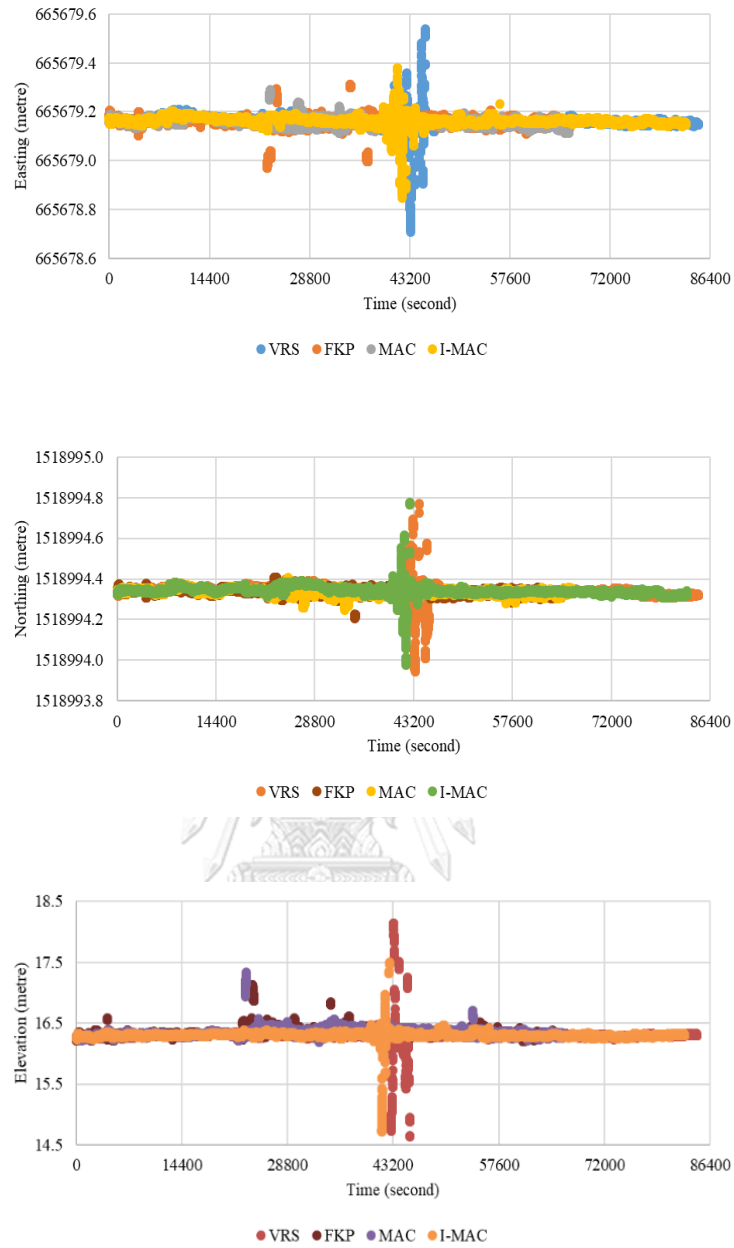 665679.6
665679.4
665679.2
665679.0
665678.8
665678.6
Easting (metre)
0 14400 28800 43200 57600 72000 86400
Time (second)
VRS FKP MAC I-MAC
1518995.0
1518994.8
1518994.6
1518994.4
1518994.2
1518994.0
1518993.8
Northing (metre)
0 14400 28800 43200 57600 72000 86400
Time (second)
VRS FKP MAC I-MAC
18.5
17.5
16.5
15.5
14.5
Elevation (metre)
0 14400 28800 43200 57600 72000 86400
Time (second)
VRS FKP MAC I-MAC